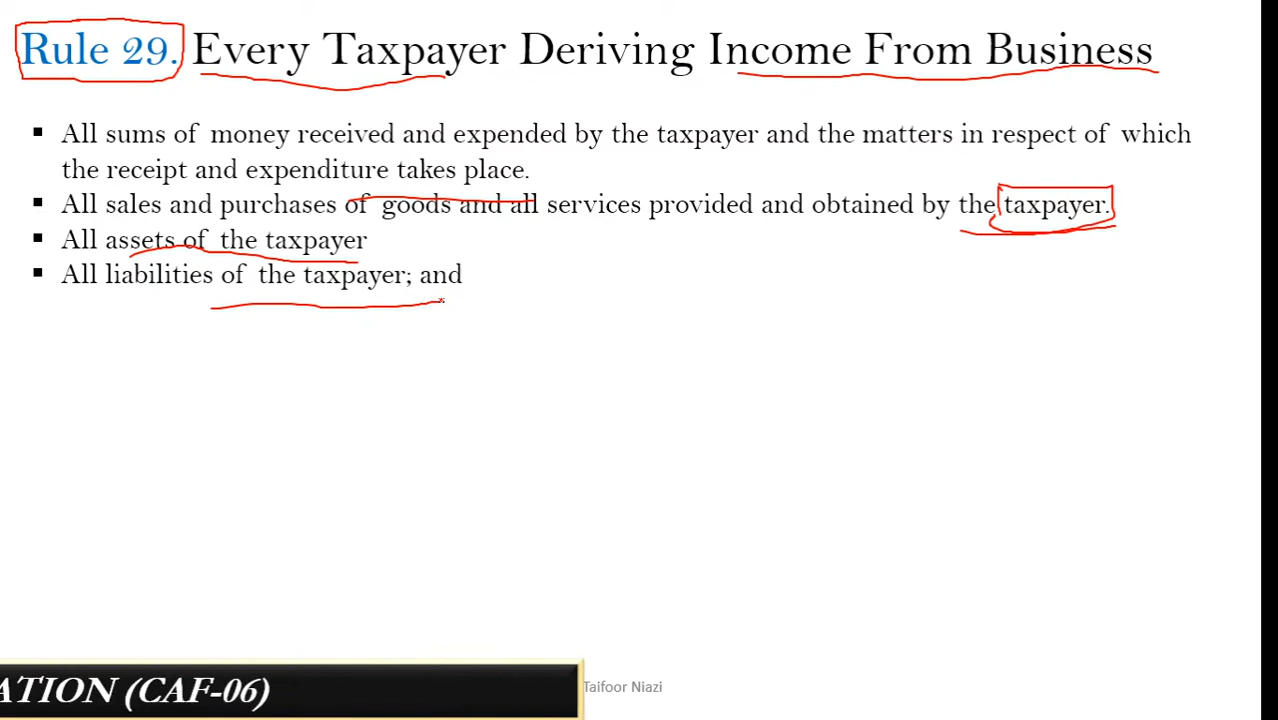 Rule 29. Every Taxpayer Deriving Income From Business
▪ All sums of money received and expended by the taxpayer and the matters in respect of which
the receipt and expenditure takes place.
▪ All sales and purchases of goods and all services provided and obtained by the taxpayer.
▪ All assets of the taxpayer
▪ All liabilities of the taxpayer; and
ATION (CAF-06)
Taifoor Niazi